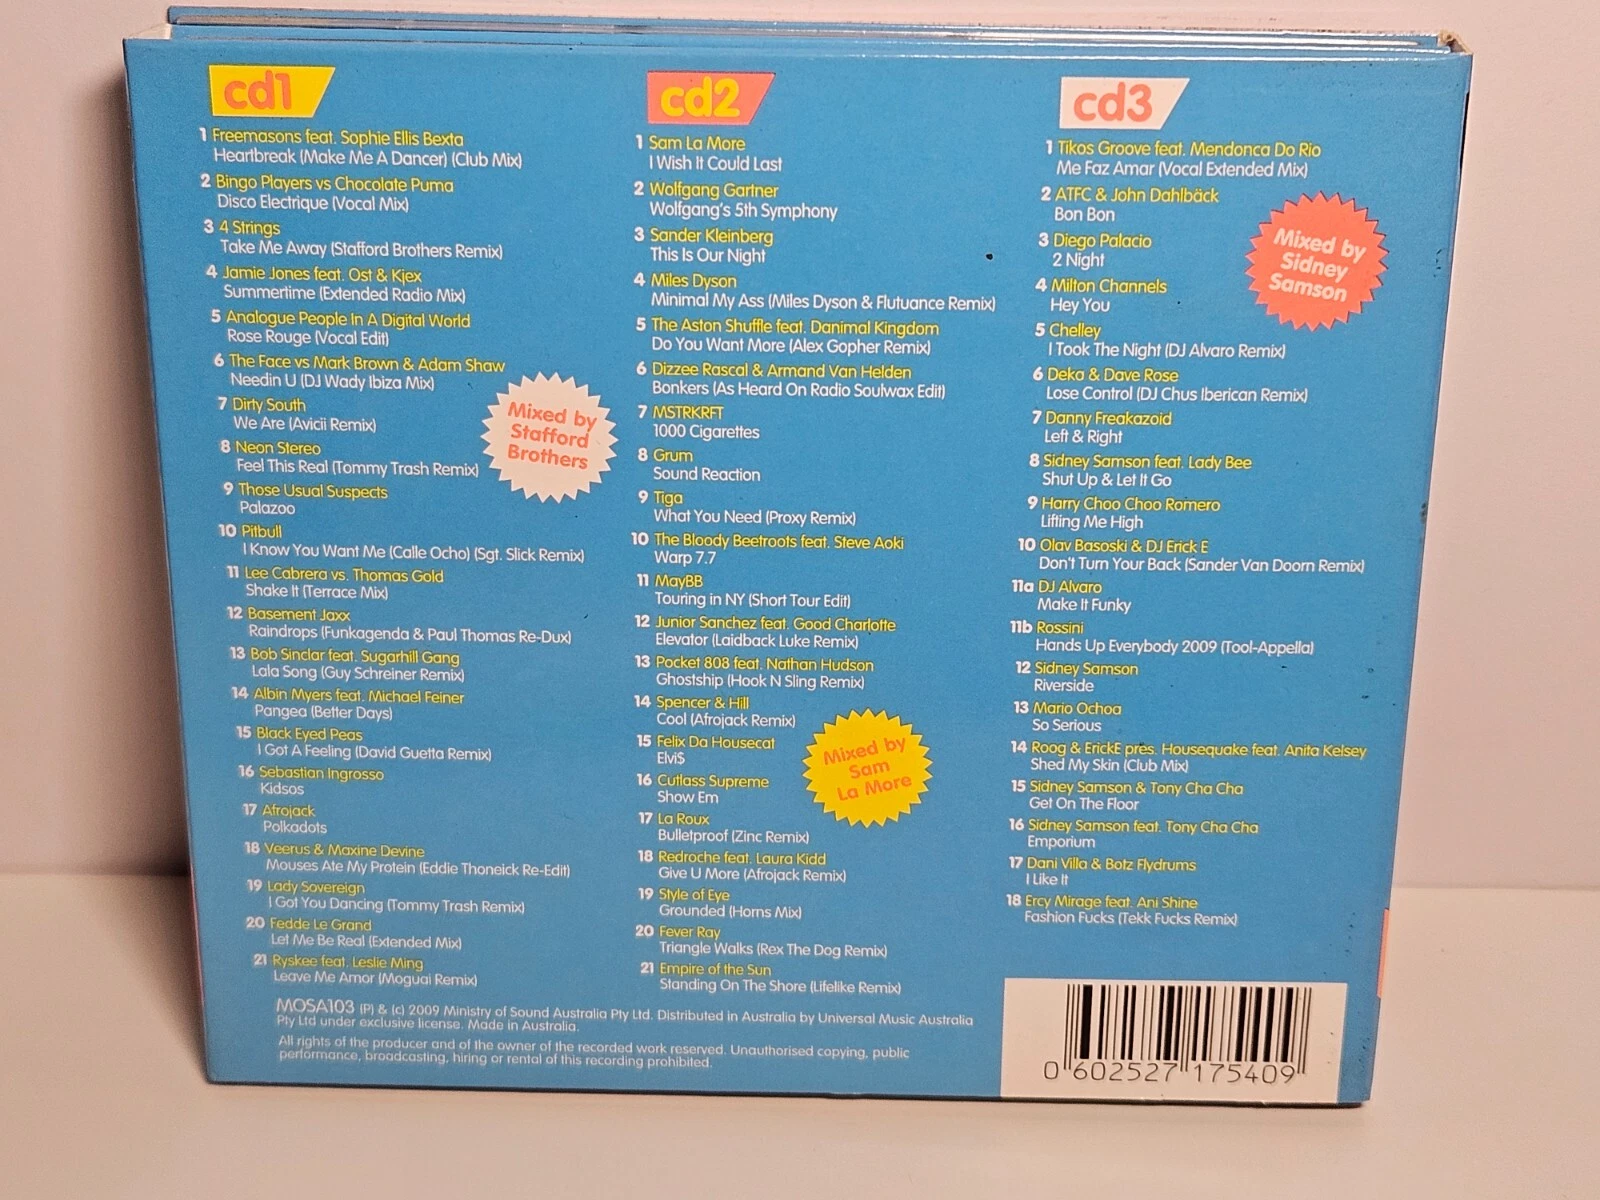 cd1
1 Freemasons feat. Sophie Ellis Bexta
Heartbreak (Make Me A Dancer) (Club Mix)
2 Bingo Players vs Chocolate Puma
Disco Electrique (Vocal Mix)
3 4 Strings
Take Me Away (Stafford Brothers Remix)
4 Jamie Jones feat. Ost & Kjex
Summertime (Extended Radio Mix)
5 Analogue People In A Digital World
Rose Rouge (Vocal Edit)
6 The Face vs Mark Brown & Adam Shaw
Needin U (DJ Wady Ibiza Mix)
7 Dirty South
We Are (Avicii Remix)
8 Neon Stereo
Feel This Real (Tommy Trash Remix)
9 Those Usual Suspects
Palazoo
10 Pitbull
I Know You Want Me (Calle Ocho) (Sgt. Slick Remix)
11 Lee Cabrera vs. Thomas Gold
Shake It (Terrace Mix)
12 Basement Jaxx
Raindrops (Funkagenda & Paul Thomas Re-Dux)
13 Bob Sinclar feat. Sugarhill Gang
Lala Song (Guy Schreiner Remix)
14 Albin Myers feat. Michael Feiner
Pangea (Better Days)
15 Black Eyed Peas
I Got A Feeling (David Guetta Remix)
16 Sebastian Ingrosso
Kidsos
17 Afrojack
Polkadots
18 Veerus & Maxine Devine
Mouses Ate My Protein (Eddie Thoneick Re-Edit)
19 Lady Sovereign
I Got You Dancing (Tommy Trash Remix)
20 Fedde Le Grand
Let Me Be Real (Extended Mix)
21 Ryskee feat. Leslie Ming
Leave Me Amor (Moguai Remix)
Mixed by
Stafford
Brothers
cd2
1 Sam La More
I Wish It Could Last
2 Wolfgang Gartner
Wolfgang's 5th Symphony
3 Sander Kleinberg
This Is Our Night
4 Miles Dyson
Minimal My Ass (Miles Dyson & Flutuance Remix)
5 The Aston Shuffle feat. Danimal Kingdom
Do You Want More (Alex Gopher Remix)
6 Dizzee Rascal & Armand Van Helden
Bonkers (As Heard On Radio Soulwax Edit)
7 MSTRKRFT
1000 Cigarettes
8 Grum
Sound Reaction
9 Tiga
What You Need (Proxy Remix)
10 The Bloody Beetroots feat. Steve Aoki
Warp 7.7
11 MayBB
Touring in NY (Short Tour Edit)
12 Junior Sanchez feat. Good Charlotte
Elevator (Laidback Luke Remix)
13 Pocket 808 feat. Nathan Hudson
Ghostship (Hook N Sling Remix)
14 Spencer & Hill
Cool (Afrojack Remix)
15 Felix Da Housecat
Elvi$
16 Cutlass Supreme
Show Em
17 La Roux
Bulletproof (Zinc Remix)
18 Redroche feat. Laura Kidd
Give U More (Afrojack Remix)
19 Style of Eye
Grounded (Horns Mix)
20 Fever Ray
Triangle Walks (Rex The Dog Remix)
21 Empire of the Sun
Standing On The Shore (Lifelike Remix)
Mixed by
Sam
La More
cd3
1 Tikos Groove feat. Mendonca Do Rio
Me Faz Amar (Vocal Extended Mix)
2 ATFC & John Dahlbäck
Bon Bon
3 Diego Palacio
2 Night
4 Milton Channels
Hey You
5 Chelley
I Took The Night (DJ Alvaro Remix)
6 Deka & Dave Rose
Lose Control (DJ Chus Iberican Remix)
7 Danny Freakazoid
Left & Right
8 Sidney Samson feat. Lady Bee
Shut Up & Let It Go
9 Harry Choo Choo Romero
Lifting Me High
10 Olav Basoski & DJ Erick E
Don't Turn Your Back (Sander Van Doorn Remix)
11a DJ Alvaro
Make It Funky
11b Rossini
Hands Up Everybody 2009 (Tool-Appella)
12 Sidney Samson
Riverside
13 Mario Ochoa
So Serious
14 Roog & ErickE pres. Housequake feat. Anita Kelsey
Shed My Skin (Club Mix)
15 Sidney Samson & Tony Cha Cha
Get On The Floor
16 Sidney Samson feat. Tony Cha Cha
Emporium
17 Dani Villa & Botz Flydrums
I Like It
18 Ercy Mirage feat. Ani Shine
Fashion Fucks (Tekk Fucks Remix)
Mixed by
Sidney
Samson
MOSA103 (P) & (c) 2009 Ministry of Sound Australia Pty Ltd. Distributed in Australia by Universal Music Australia
Pty Ltd under exclusive license. Made in Australia.
All rights of the producer and of the owner of the recorded work reserved. Unauthorised copying, public
performance, broadcasting, hiring or rental of this recording prohibited.
0 602527 175409